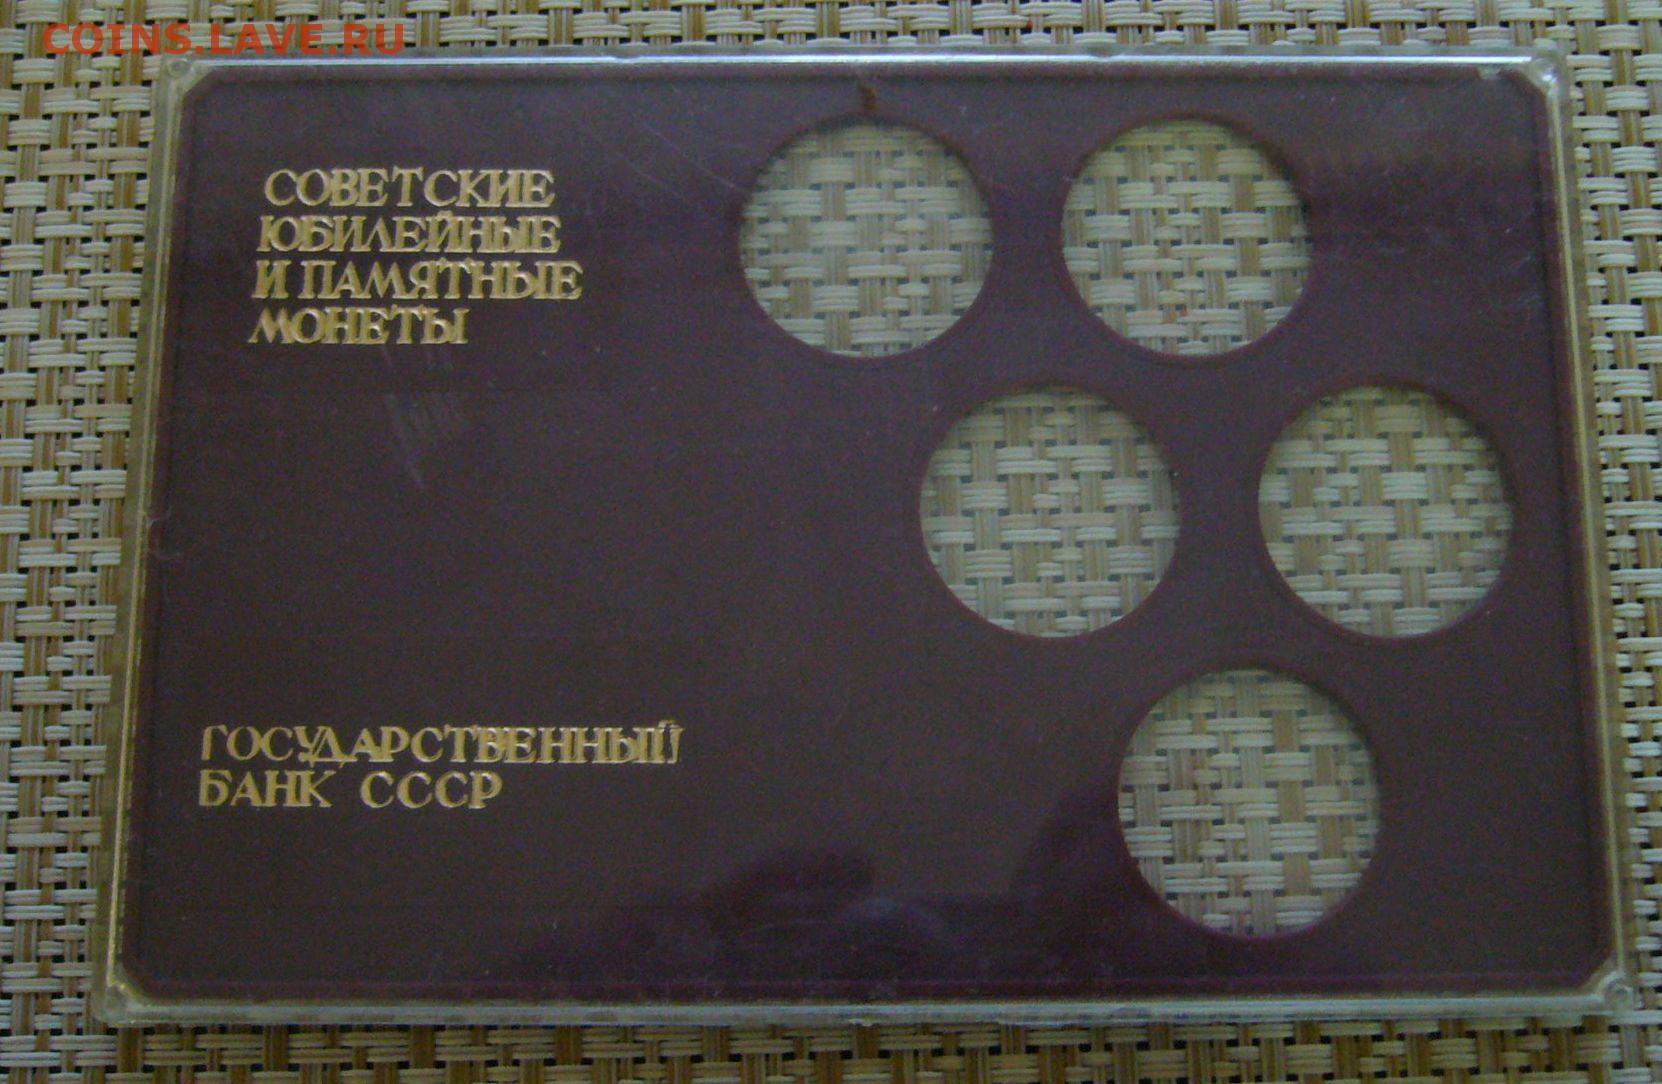 COINS.LAVE.RU
СОВЕТСКИЕ
ЮБИЛЕЙНЫЕ
И ПАМЯТНЫЕ
МОНЕТЫ
ГОСУДАРСТВЕННЫЙ
БАНК СССР